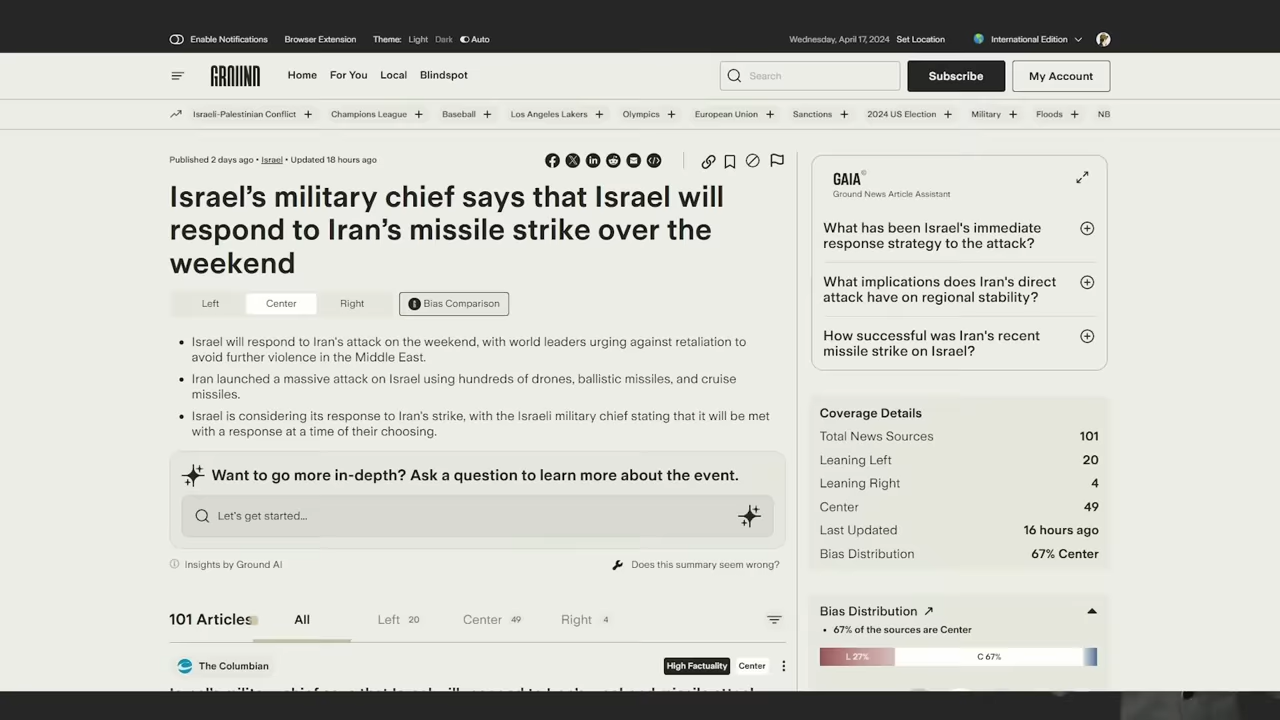 Enable Notifications Browser Extension Theme: Light Dark Auto Wednesday, April 17, 2024 Set Location International Edition
GROUND Home For You Local Blindspot Search Subscribe My Account
Israeli-Palestinian Conflict + Champions League + Baseball + Los Angeles Lakers + Olympics + European Union + Sanctions + 2024 US Election + Military + Floods + NB
Published 2 days ago • Israel • Updated 18 hours ago
Israel’s military chief says that Israel will
respond to Iran’s missile strike over the
weekend
Left Center Right Bias Comparison
• Israel will respond to Iran's attack on the weekend, with world leaders urging against retaliation to
avoid further violence in the Middle East.
• Iran launched a massive attack on Israel using hundreds of drones, ballistic missiles, and cruise
missiles.
• Israel is considering its response to Iran's strike, with the Israeli military chief stating that it will be met
with a response at a time of their choosing.
Want to go more in-depth? Ask a question to learn more about the event.
Let's get started...
Insights by Ground AI Does this summary seem wrong?
101 Articles All Left 20 Center 49 Right 4
The Columbian High Factuality Center
GAIA©
Ground News Article Assistant
What has been Israel's immediate
response strategy to the attack?
What implications does Iran's direct
attack have on regional stability?
How successful was Iran's recent
missile strike on Israel?
Coverage Details
Total News Sources 101
Leaning Left 20
Leaning Right 4
Center 49
Last Updated 16 hours ago
Bias Distribution 67% Center
Bias Distribution ↗
• 67% of the sources are Center
L 27% C 67%